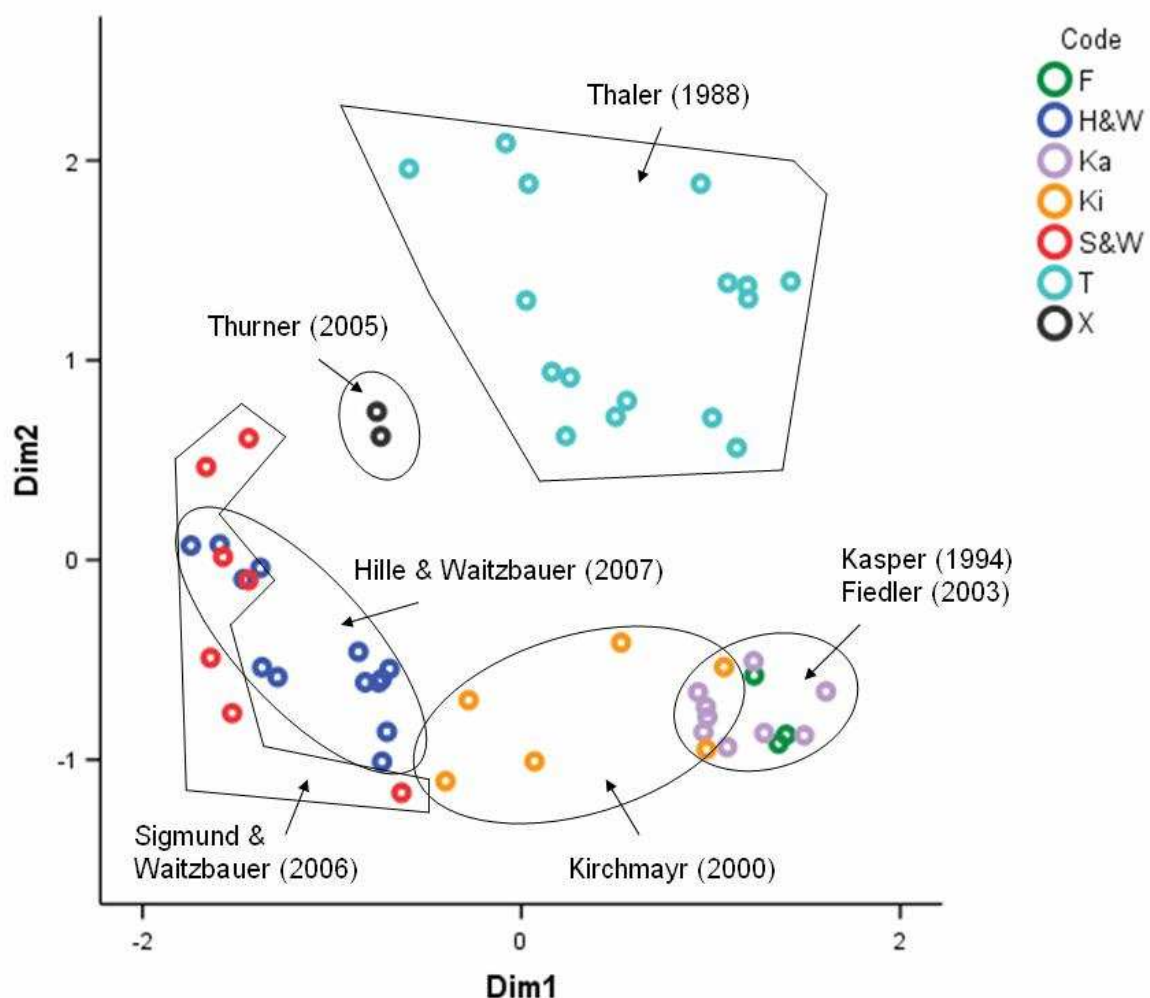 Code
F
H&W
Ka
Ki
S&W
T
X
Thaler (1988)
Thurner (2005)
Hille & Waitzbauer (2007)
Kasper (1994)
Fiedler (2003)
Sigmund &
Waitzbauer (2006)
Kirchmayr (2000)
Dim2
2
1
0
-1
-2
0
2
Dim1